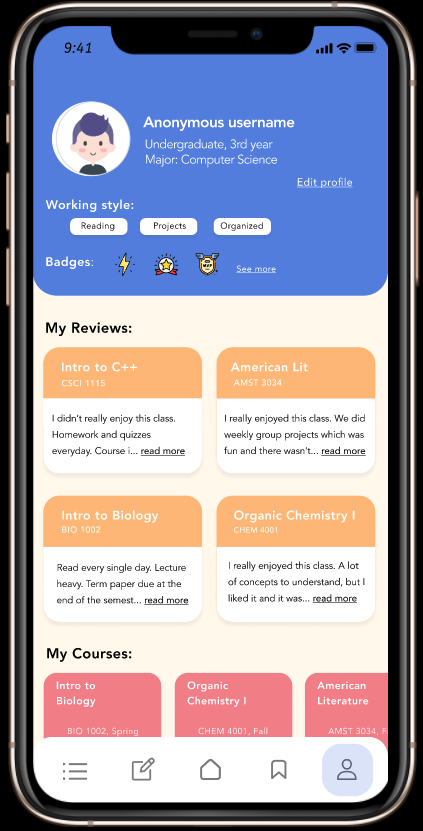 9:41
Anonymous username
Undergraduate, 3rd year
Major: Computer Science
Edit profile
Working style:
Reading Projects Organized
Badges:
MVP
See more
My Reviews:
Intro to C++
CSCI 1115
I didn't really enjoy this class.
Homework and quizzes
everyday. Course i... read more
American Lit
AMST 3034
I really enjoyed this class. We did
weekly group projects which was
fun and there wasn't... read more
Intro to Biology
BIO 1002
Read every single day. Lecture
heavy. Term paper due at the
end of the semest... read more
Organic Chemistry I
CHEM 4001
I really enjoyed this class. A lot
of concepts to understand, but I
liked it and it was... read more
My Courses:
Intro to
Biology
BIO 1002, Spring
Organic
Chemistry I
CHEM 4001, Fall
American
Literature
AMST 3034, F